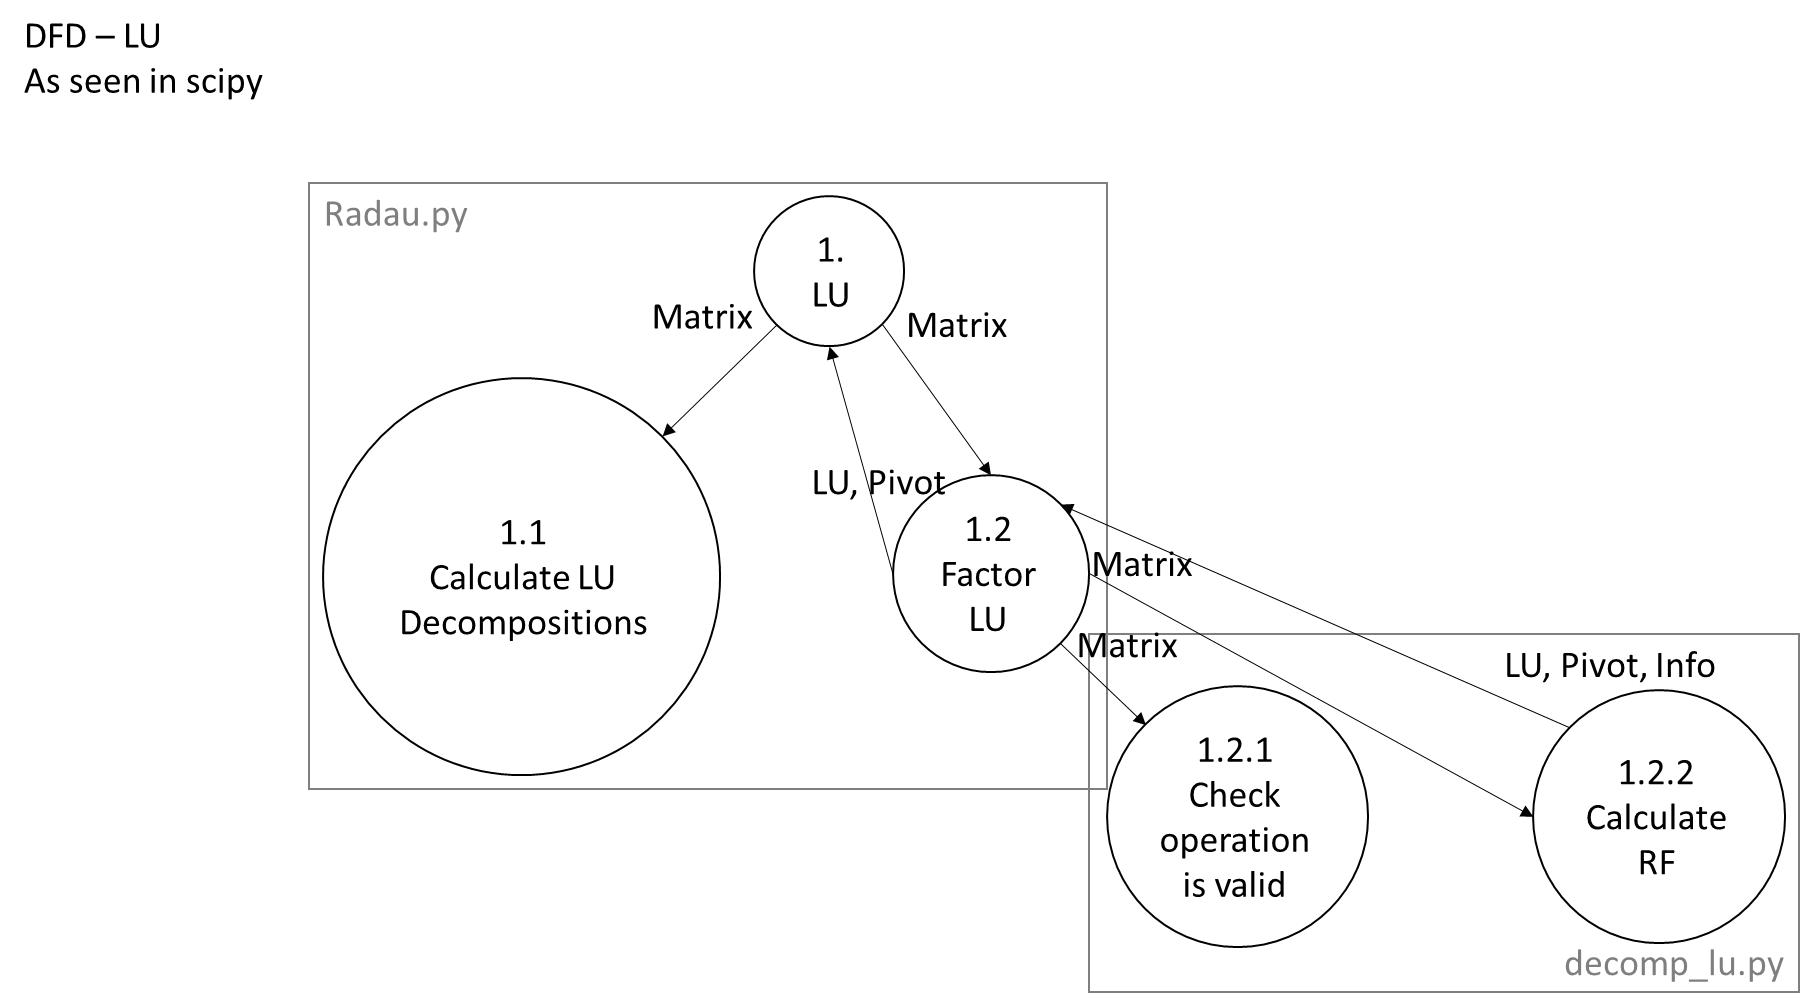 DFD – LU
As seen in scipy
Radau.py
1.
LU
Matrix
Matrix
LU, Pivot
1.1
Calculate LU
Decompositions
1.2
Factor
LU
Matrix
Matrix
LU, Pivot, Info
1.2.1
Check
operation
is valid
1.2.2
Calculate
RF
decomp_lu.py